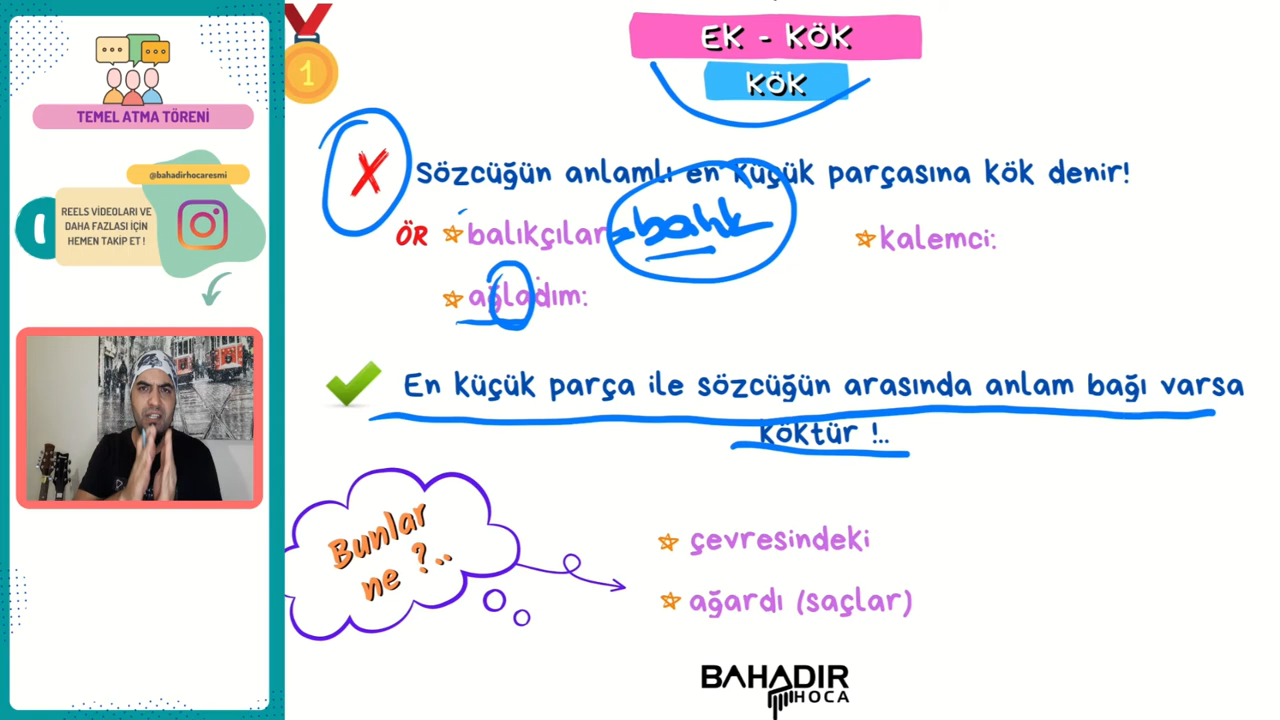 TEMEL ATMA TÖRENİ
@bahadirhocaresmi
REELS VİDEOLARI VE
DAHA FAZLASI İÇİN
HEMEN TAKİP ET !
1
EK - KÖK
KÖK
X Sözcüğün anlamlı en küçük parçasına kök denir!
ÖR balıkçılar balık
kalemci:
ağladım:
En küçük parça ile sözcüğün arasında anlam bağı varsa
köktür !..
Bunlar
ne ?..
çevresindeki
ağardı (saçlar)
BAHADIR
HOCA